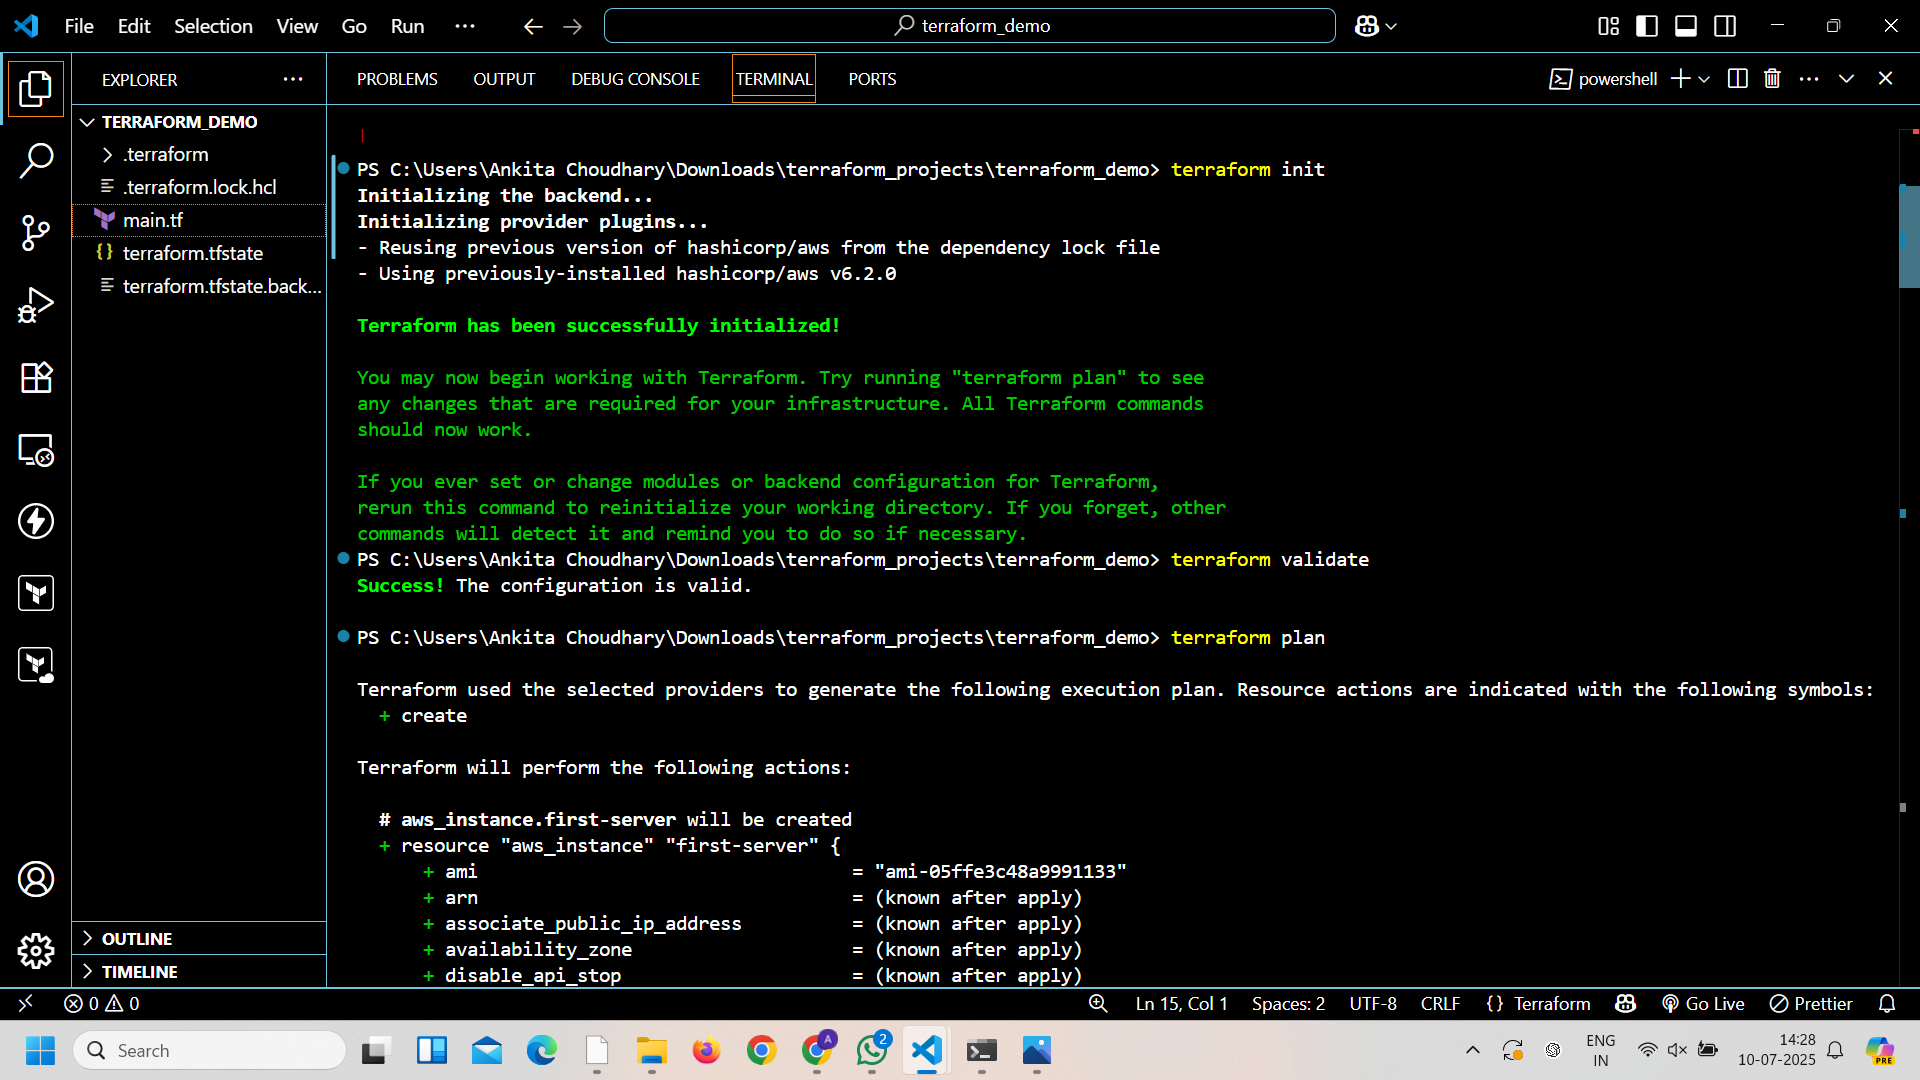 File Edit Selection View Go Run ··· terraform_demo
EXPLORER ···
PROBLEMS OUTPUT DEBUG CONSOLE TERMINAL PORTS
powershell
TERRAFORM_DEMO
.terraform
.terraform.lock.hcl
main.tf
terraform.tfstate
terraform.tfstate.back...
OUTLINE
TIMELINE
PS C:\Users\Ankita Choudhary\Downloads\terraform_projects\terraform_demo> terraform init
Initializing the backend...
Initializing provider plugins...
- Reusing previous version of hashicorp/aws from the dependency lock file
- Using previously-installed hashicorp/aws v6.2.0
Terraform has been successfully initialized!
You may now begin working with Terraform. Try running "terraform plan" to see
any changes that are required for your infrastructure. All Terraform commands
should now work.
If you ever set or change modules or backend configuration for Terraform,
rerun this command to reinitialize your working directory. If you forget, other
commands will detect it and remind you to do so if necessary.
PS C:\Users\Ankita Choudhary\Downloads\terraform_projects\terraform_demo> terraform validate
Success! The configuration is valid.
PS C:\Users\Ankita Choudhary\Downloads\terraform_projects\terraform_demo> terraform plan
Terraform used the selected providers to generate the following execution plan. Resource actions are indicated with the following symbols:
+ create
Terraform will perform the following actions:
# aws_instance.first-server will be created
+ resource "aws_instance" "first-server" {
+ ami = "ami-05ffe3c48a9991133"
+ arn = (known after apply)
+ associate_public_ip_address = (known after apply)
+ availability_zone = (known after apply)
+ disable_api_stop = (known after apply)
0 0 Ln 15, Col 1 Spaces: 2 UTF-8 CRLF {} Terraform Go Live Prettier
Search A 2 ENG 14:28
IN 10-07-2025 PRE